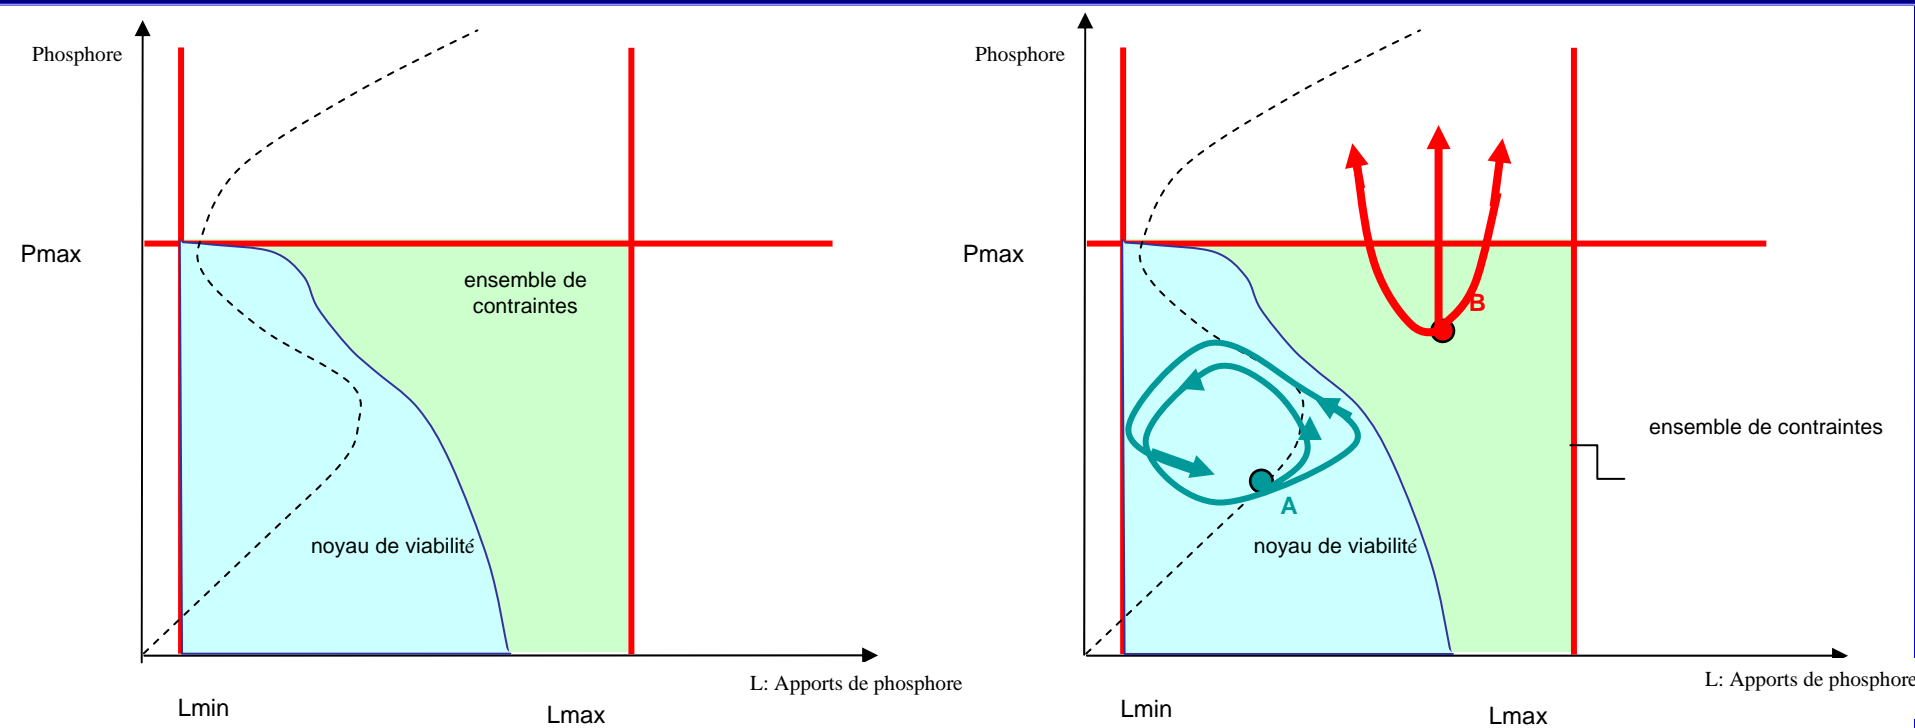 Phosphore
Pmax
ensemble de
contraintes
noyau de viabilité
L: Apports de phosphore
Lmin
Lmax
Phosphore
Pmax
B
ensemble de contraintes
A
noyau de viabilité
L: Apports de phosphore
Lmin
Lmax